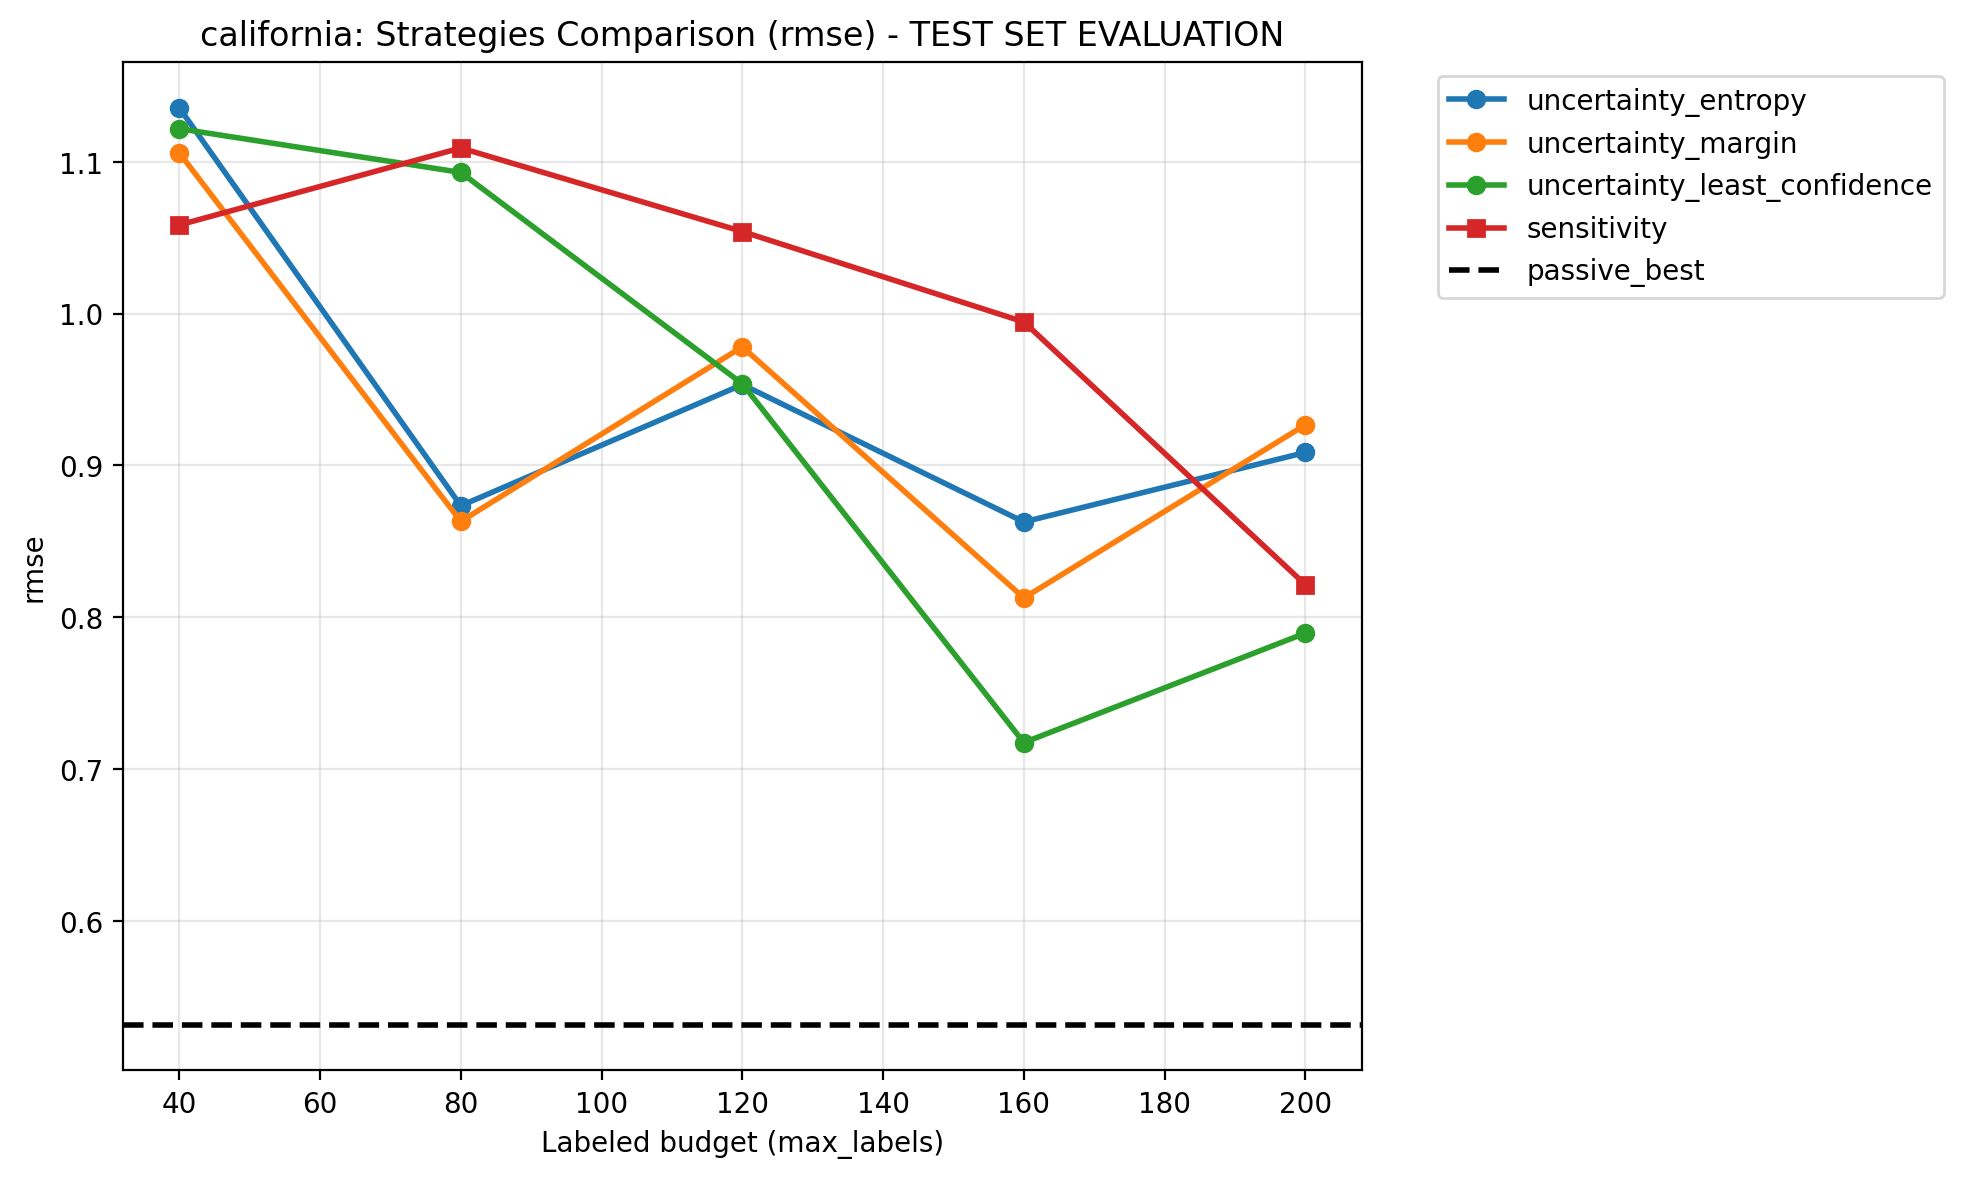 california: Strategies Comparison (rmse) - TEST SET EVALUATION
uncertainty_entropy
uncertainty_margin
uncertainty_least_confidence
sensitivity
passive_best
rmse
1.1
1.0
0.9
0.8
0.7
0.6
40 60 80 100 120 140 160 180 200
Labeled budget (max_labels)